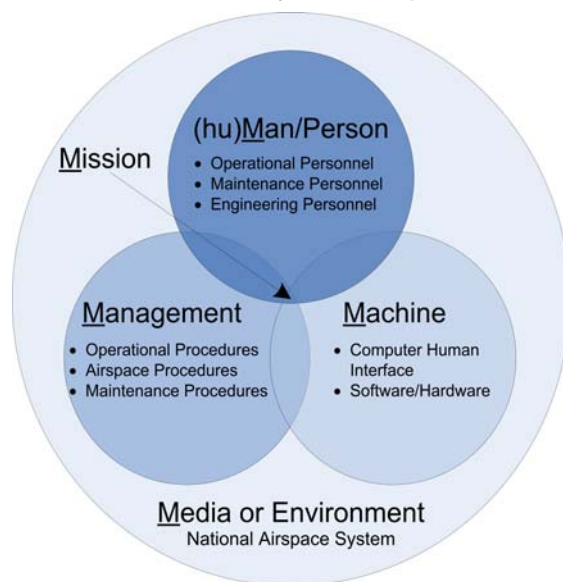 (hu)Man/Person
• Operational Personnel
• Maintenance Personnel
• Engineering Personnel
Mission
Management
• Operational Procedures
• Airspace Procedures
• Maintenance Procedures
Machine
• Computer Human
Interface
• Software/Hardware
Media or Environment
National Airspace System